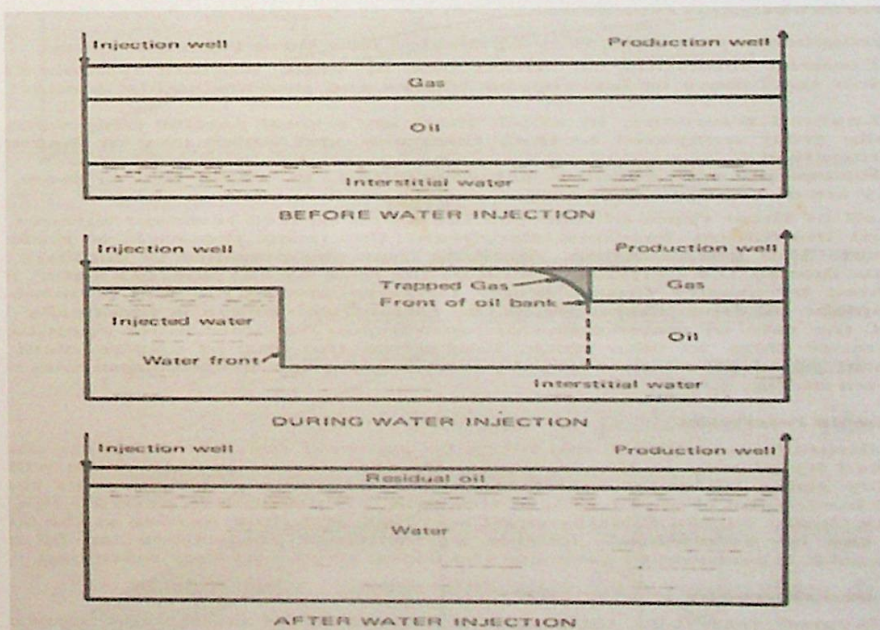 Injection well Production well
Gas
Oil
Interstitial water
BEFORE WATER INJECTION
Injection well Production well
Trapped Gas Gas
Front of oil bank
Injected water
Oil
Water front
Interstitial water
DURING WATER INJECTION
Injection well Production well
Residual oil
Water
AFTER WATER INJECTION